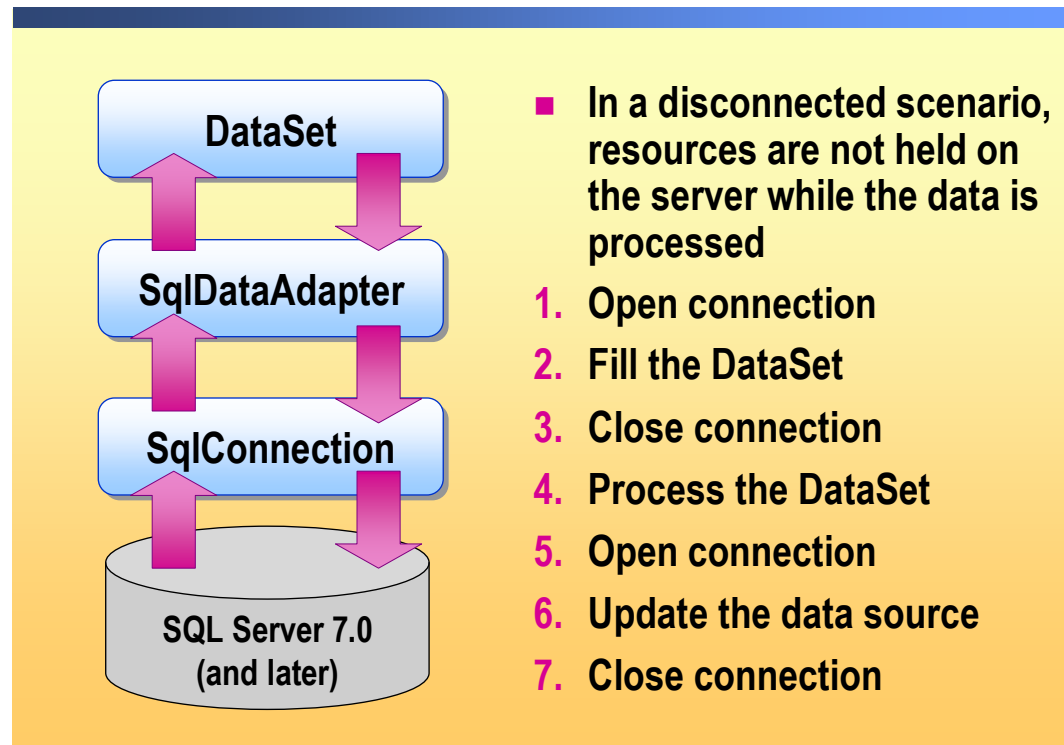 DataSet
SqlDataAdapter
SqlConnection
SQL Server 7.0
(and later)
In a disconnected scenario,
resources are not held on
the server while the data is
processed
1. Open connection
2. Fill the DataSet
3. Close connection
4. Process the DataSet
5. Open connection
6. Update the data source
7. Close connection